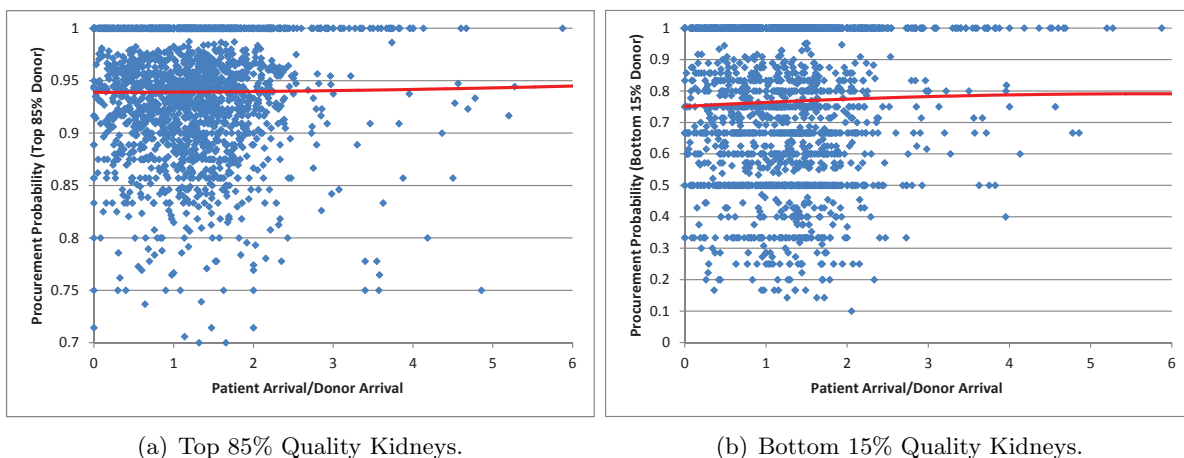 Procurement Probability (Top 85% Donor)
1
0.95
0.9
0.85
0.8
0.75
0.7
0 1 2 3 4 5 6
Patient Arrival/Donor Arrival
(a) Top 85% Quality Kidneys.
Procurement Probability (Bottom 15% Donor)
1
0.9
0.8
0.7
0.6
0.5
0.4
0.3
0.2
0.1
0
0 1 2 3 4 5 6
Patient Arrival/Donor Arrival
(b) Bottom 15% Quality Kidneys.